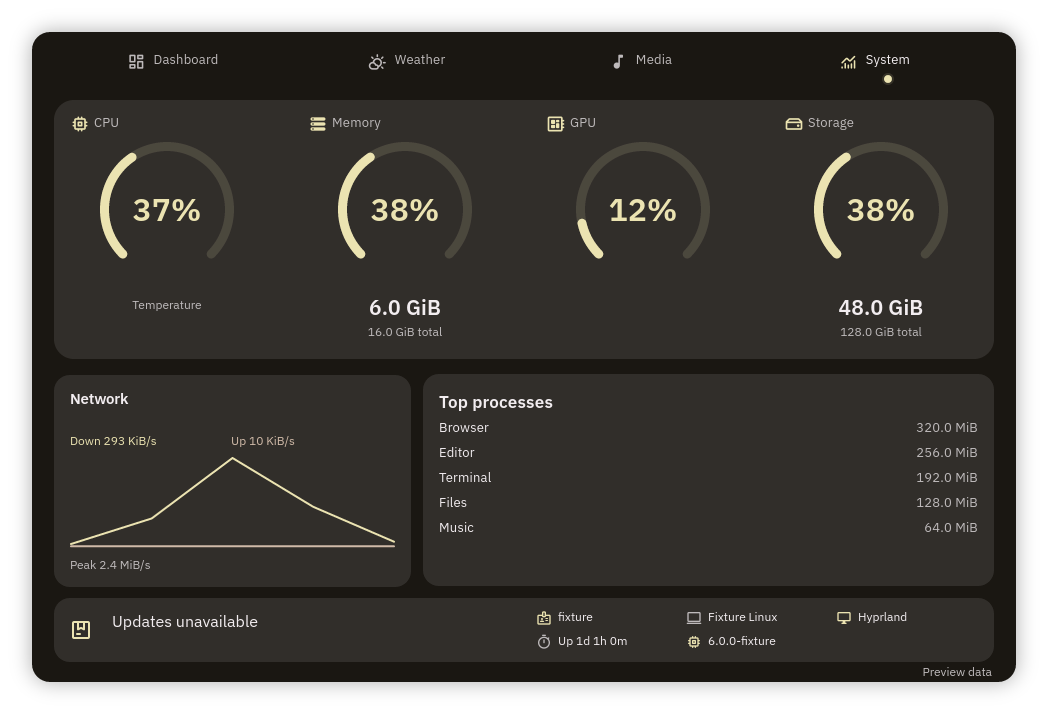 Dashboard Weather Media System
CPU Memory GPU Storage
37% 38% 12% 38%
Temperature 6.0 GiB 48.0 GiB
16.0 GiB total 128.0 GiB total
Network
Down 293 KiB/s Up 10 KiB/s
Peak 2.4 MiB/s
Top processes
Browser 320.0 MiB
Editor 256.0 MiB
Terminal 192.0 MiB
Files 128.0 MiB
Music 64.0 MiB
Updates unavailable
fixture Fixture Linux Hyprland
Up 1d 1h 0m 6.0.0-fixture
Preview data